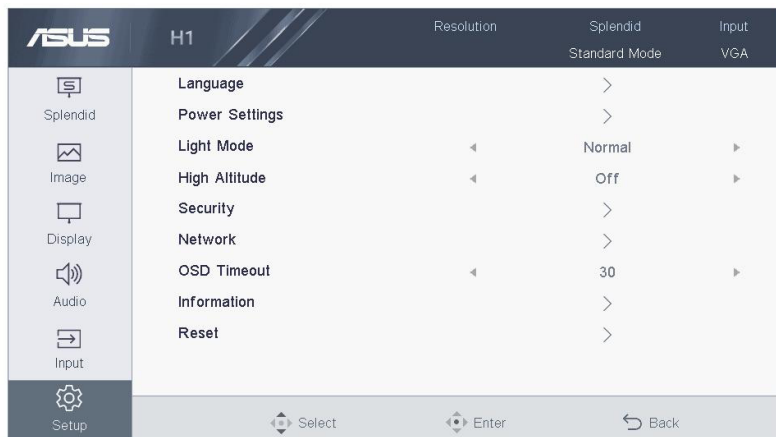 ASUS H1 Resolution Splendid Input
Standard Mode VGA
Splendid
Image
Display
Audio
Input
Setup
Language
Power Settings
Light Mode Normal
High Altitude Off
Security
Network
OSD Timeout 30
Information
Reset
Select Enter Back